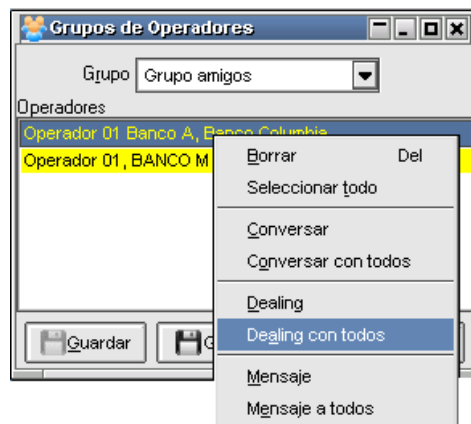 Grupos de Operadores
Grupo Grupo amigos
Operadores
Operador 01 Banco A, Banco Columbia
Operador 01, BANCO M
Borrar Del
Seleccionar todo
Conversar
Conversar con todos
Dealing
Dealing con todos
Mensaje
Mensaje a todos
Guardar G